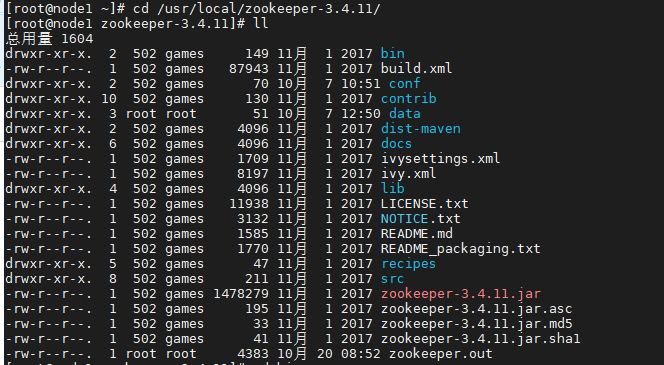 [root@node1 ~]# cd /usr/local/zookeeper-3.4.11/
[root@node1 zookeeper-3.4.11]# ll
总用量 1604
drwxr-xr-x. 2 502 games 149 11月 1 2017 bin
-rw-r--r--. 1 502 games 87943 11月 1 2017 build.xml
drwxr-xr-x. 2 502 games 70 10月 7 10:51 conf
drwxr-xr-x. 10 502 games 130 11月 1 2017 contrib
drwxr-xr-x. 3 root root 51 10月 7 12:50 data
drwxr-xr-x. 2 502 games 4096 11月 1 2017 dist-maven
drwxr-xr-x. 6 502 games 4096 11月 1 2017 docs
-rw-r--r--. 1 502 games 1709 11月 1 2017 ivysettings.xml
-rw-r--r--. 1 502 games 8197 11月 1 2017 ivy.xml
drwxr-xr-x. 4 502 games 4096 11月 1 2017 lib
-rw-r--r--. 1 502 games 11938 11月 1 2017 LICENSE.txt
-rw-r--r--. 1 502 games 3132 11月 1 2017 NOTICE.txt
-rw-r--r--. 1 502 games 1585 11月 1 2017 README.md
-rw-r--r--. 1 502 games 1770 11月 1 2017 README_packaging.txt
drwxr-xr-x. 5 502 games 47 11月 1 2017 recipes
drwxr-xr-x. 8 502 games 211 11月 1 2017 src
-rw-r--r--. 1 502 games 1478279 11月 1 2017 zookeeper-3.4.11.jar
-rw-r--r--. 1 502 games 195 11月 1 2017 zookeeper-3.4.11.jar.asc
-rw-r--r--. 1 502 games 33 11月 1 2017 zookeeper-3.4.11.jar.md5
-rw-r--r--. 1 502 games 41 11月 1 2017 zookeeper-3.4.11.jar.sha1
-rw-r--r--. 1 root root 4383 10月 20 08:52 zookeeper.out